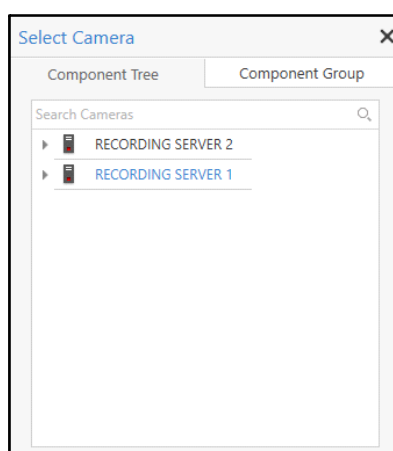 Select Camera
Component Tree
Component Group
Search Cameras
RECORDING SERVER 2
RECORDING SERVER 1